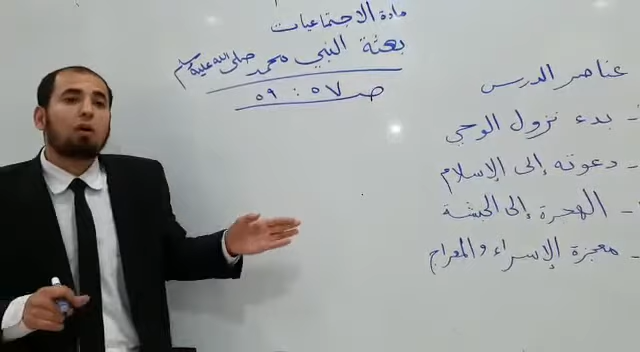 مادة الاجتماعيات
بعثة النبي محمد صلى الله عليه وسلم
ص ٥٧ : ٥٩
عناصر الدرس
- بدء نزول الوحي
- دعوته إلى الإسلام
- الهجرة إلى الحبشة
- معجزة الإسراء والمعراج